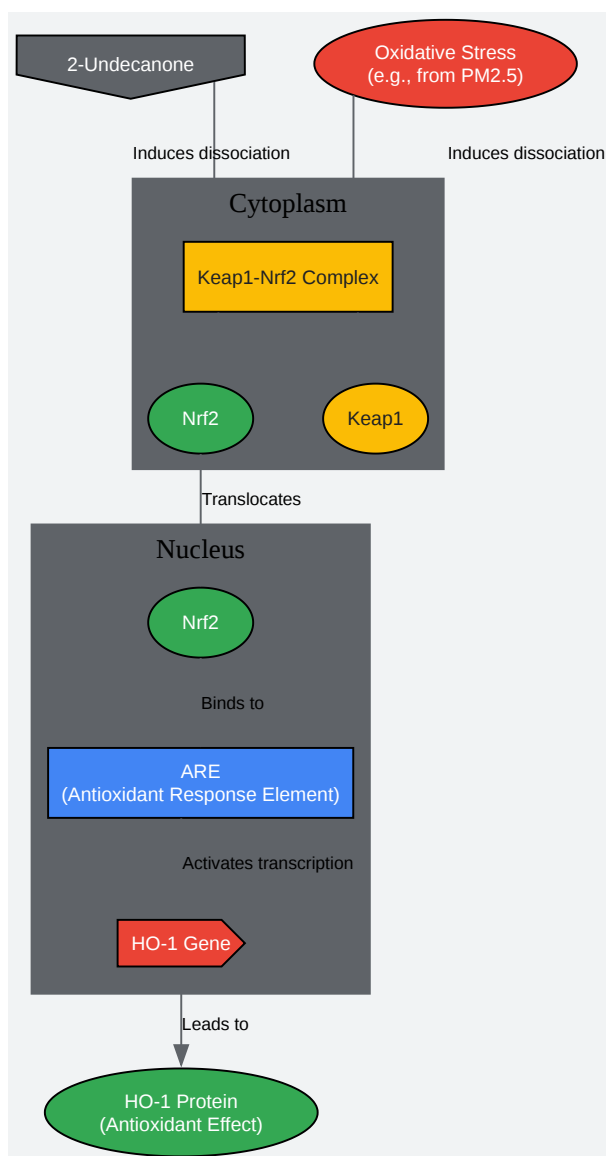 2-Undecanone
Oxidative Stress
(e.g., from PM2.5)
Induces dissociation
Induces dissociation
Cytoplasm
Keap1-Nrf2 Complex
Nrf2
Keap1
Translocates
Nucleus
Nrf2
Binds to
ARE
(Antioxidant Response Element)
Activates transcription
HO-1 Gene
Leads to
HO-1 Protein
(Antioxidant Effect)